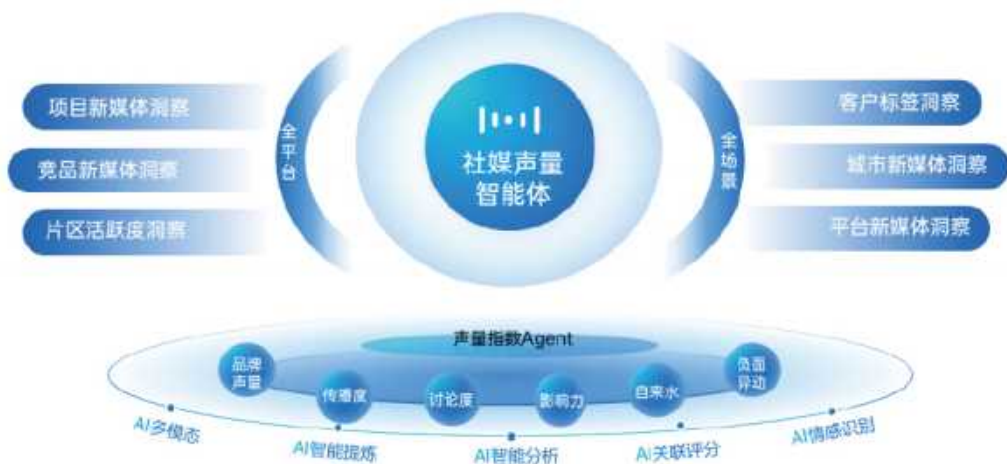 项目新媒体洞察
竞品新媒体洞察
片区活跃度洞察
全平台
社媒声量
智能体
全场景
客户标签洞察
城市新媒体洞察
平台新媒体洞察
声量指数Agent
品牌
声量
传播度
讨论度
影响力
自来水
负面
异动
AI多模态
AI智能提炼
AI智能分析
AI关联评分
AI情感识别